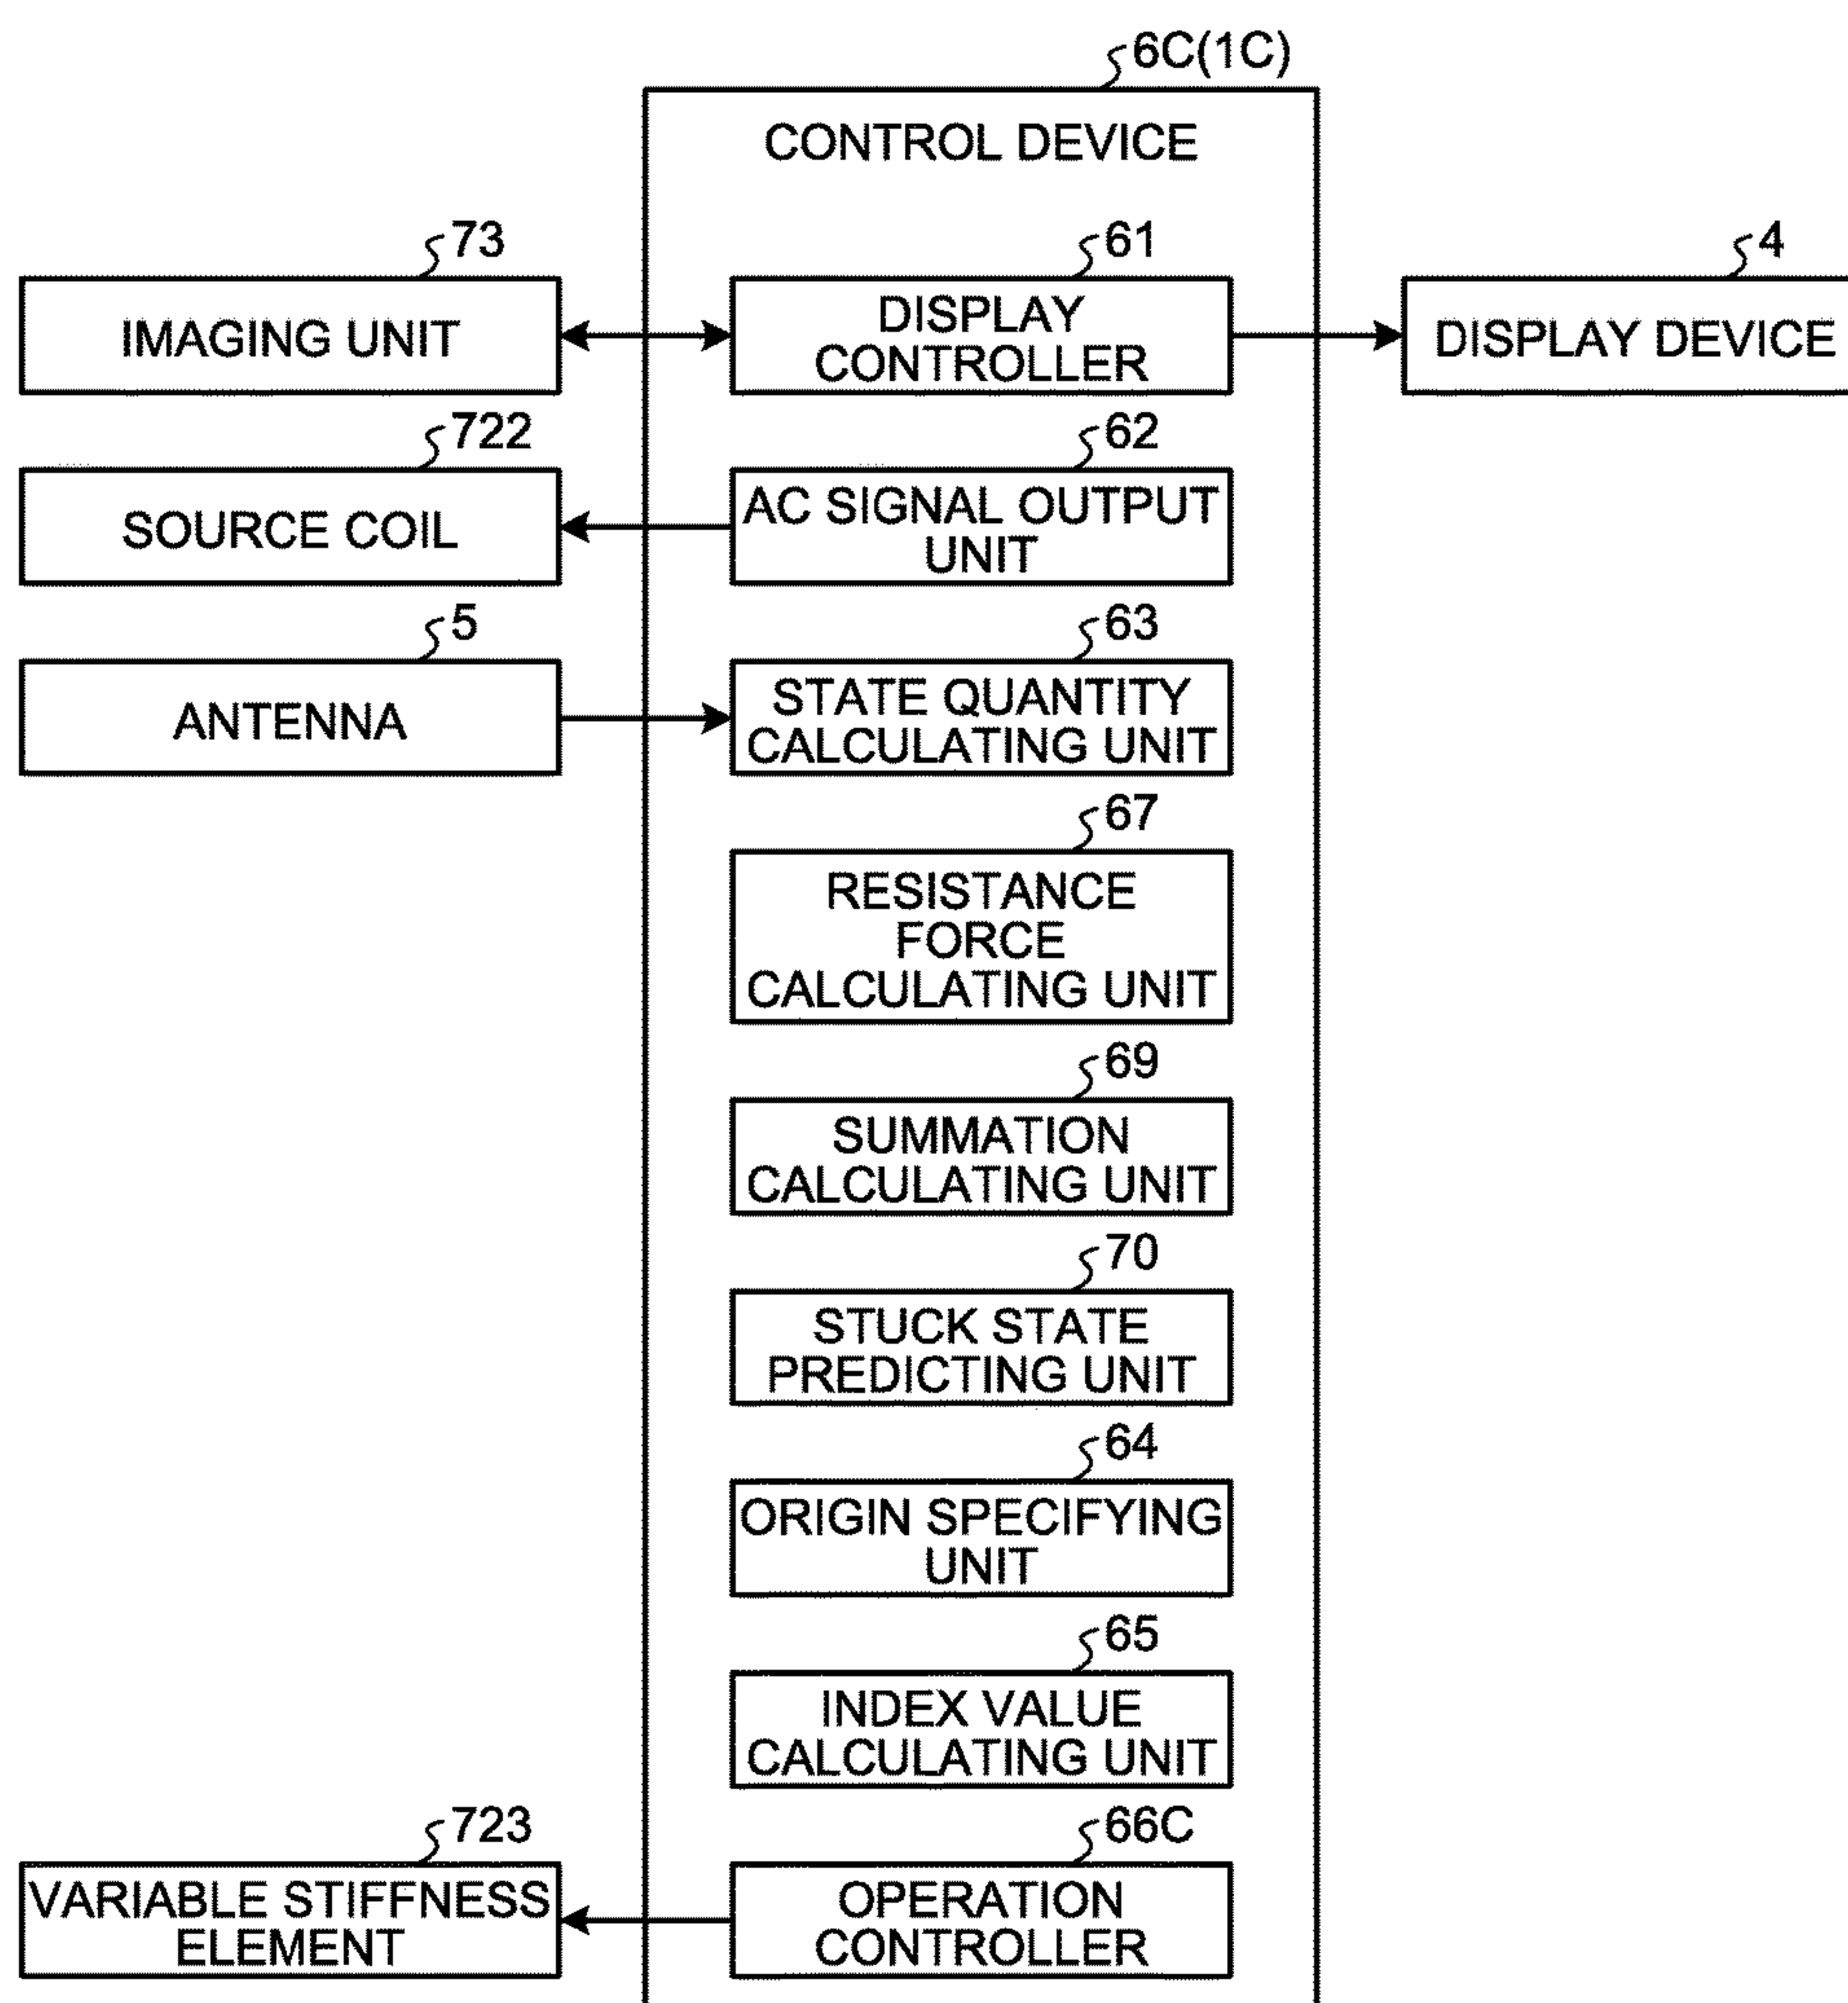 6C(1C)
CONTROL DEVICE
73
61
4
IMAGING UNIT
DISPLAY
CONTROLLER
DISPLAY DEVICE
722
62
SOURCE COIL
AC SIGNAL OUTPUT
UNIT
5
63
ANTENNA
STATE QUANTITY
CALCULATING UNIT
67
RESISTANCE
FORCE
CALCULATING UNIT
69
SUMMATION
CALCULATING UNIT
70
STUCK STATE
PREDICTING UNIT
64
ORIGIN SPECIFYING
UNIT
65
INDEX VALUE
CALCULATING UNIT
723
66C
VARIABLE STIFFNESS
ELEMENT
OPERATION
CONTROLLER